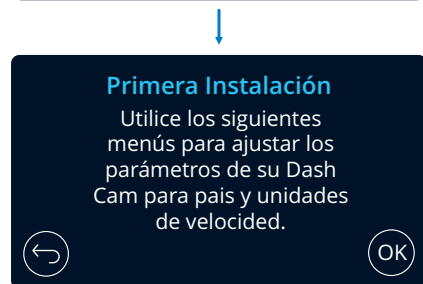 Primera Instalación
Utilice los siguientes
menús para ajustar los
parámetros de su Dash
Cam para pais y unidades
de velocided.
OK